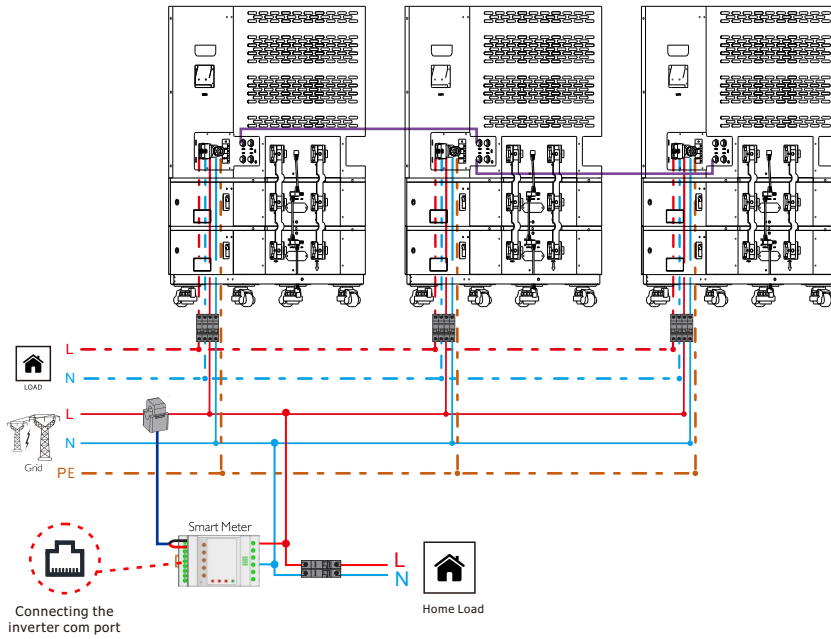 L
N
LOAD
L
N
Grid
PE
Smart Meter
L
N
Home Load
Connecting the
inverter com port